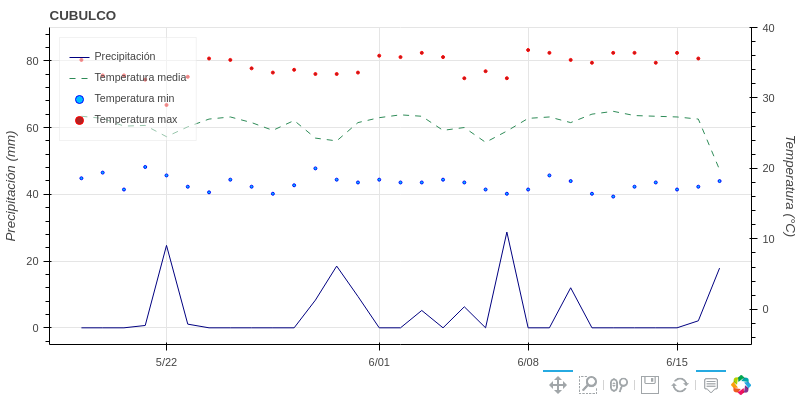 CUBULCO
Precipitación
Temperatura media
Temperatura min
Temperatura max
Precipitación (mm)
80
60
40
20
0
Temperatura (°C)
40
30
20
10
0
5/22
6/01
6/08
6/15